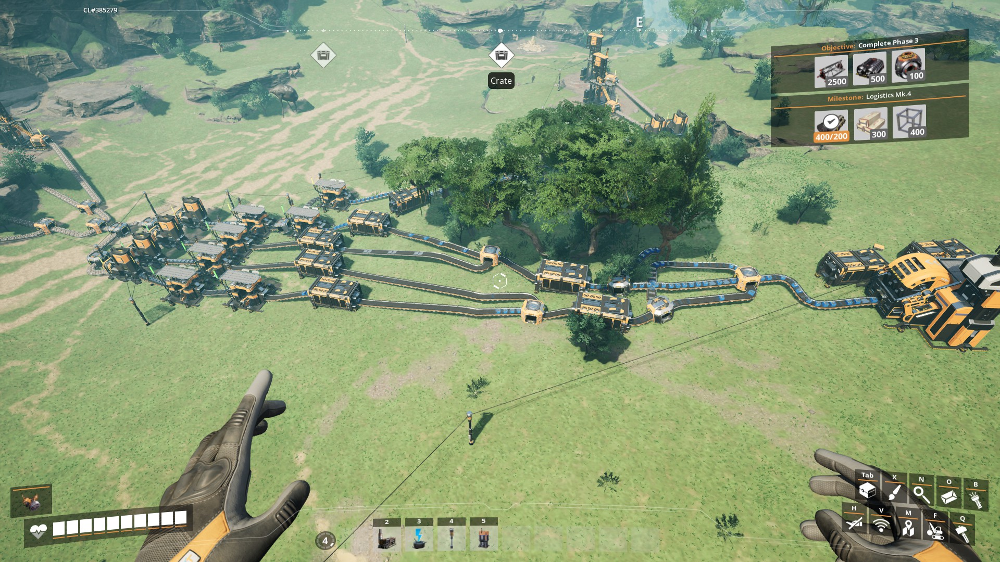 CL#385279
E
Crate
Objective: Complete Phase 3
2500
500
100
Milestone: Logistics Mk.4
400/200
300
400
Tab
X
N
O
B
H
V
M
F
Q
4
2
3
4
5